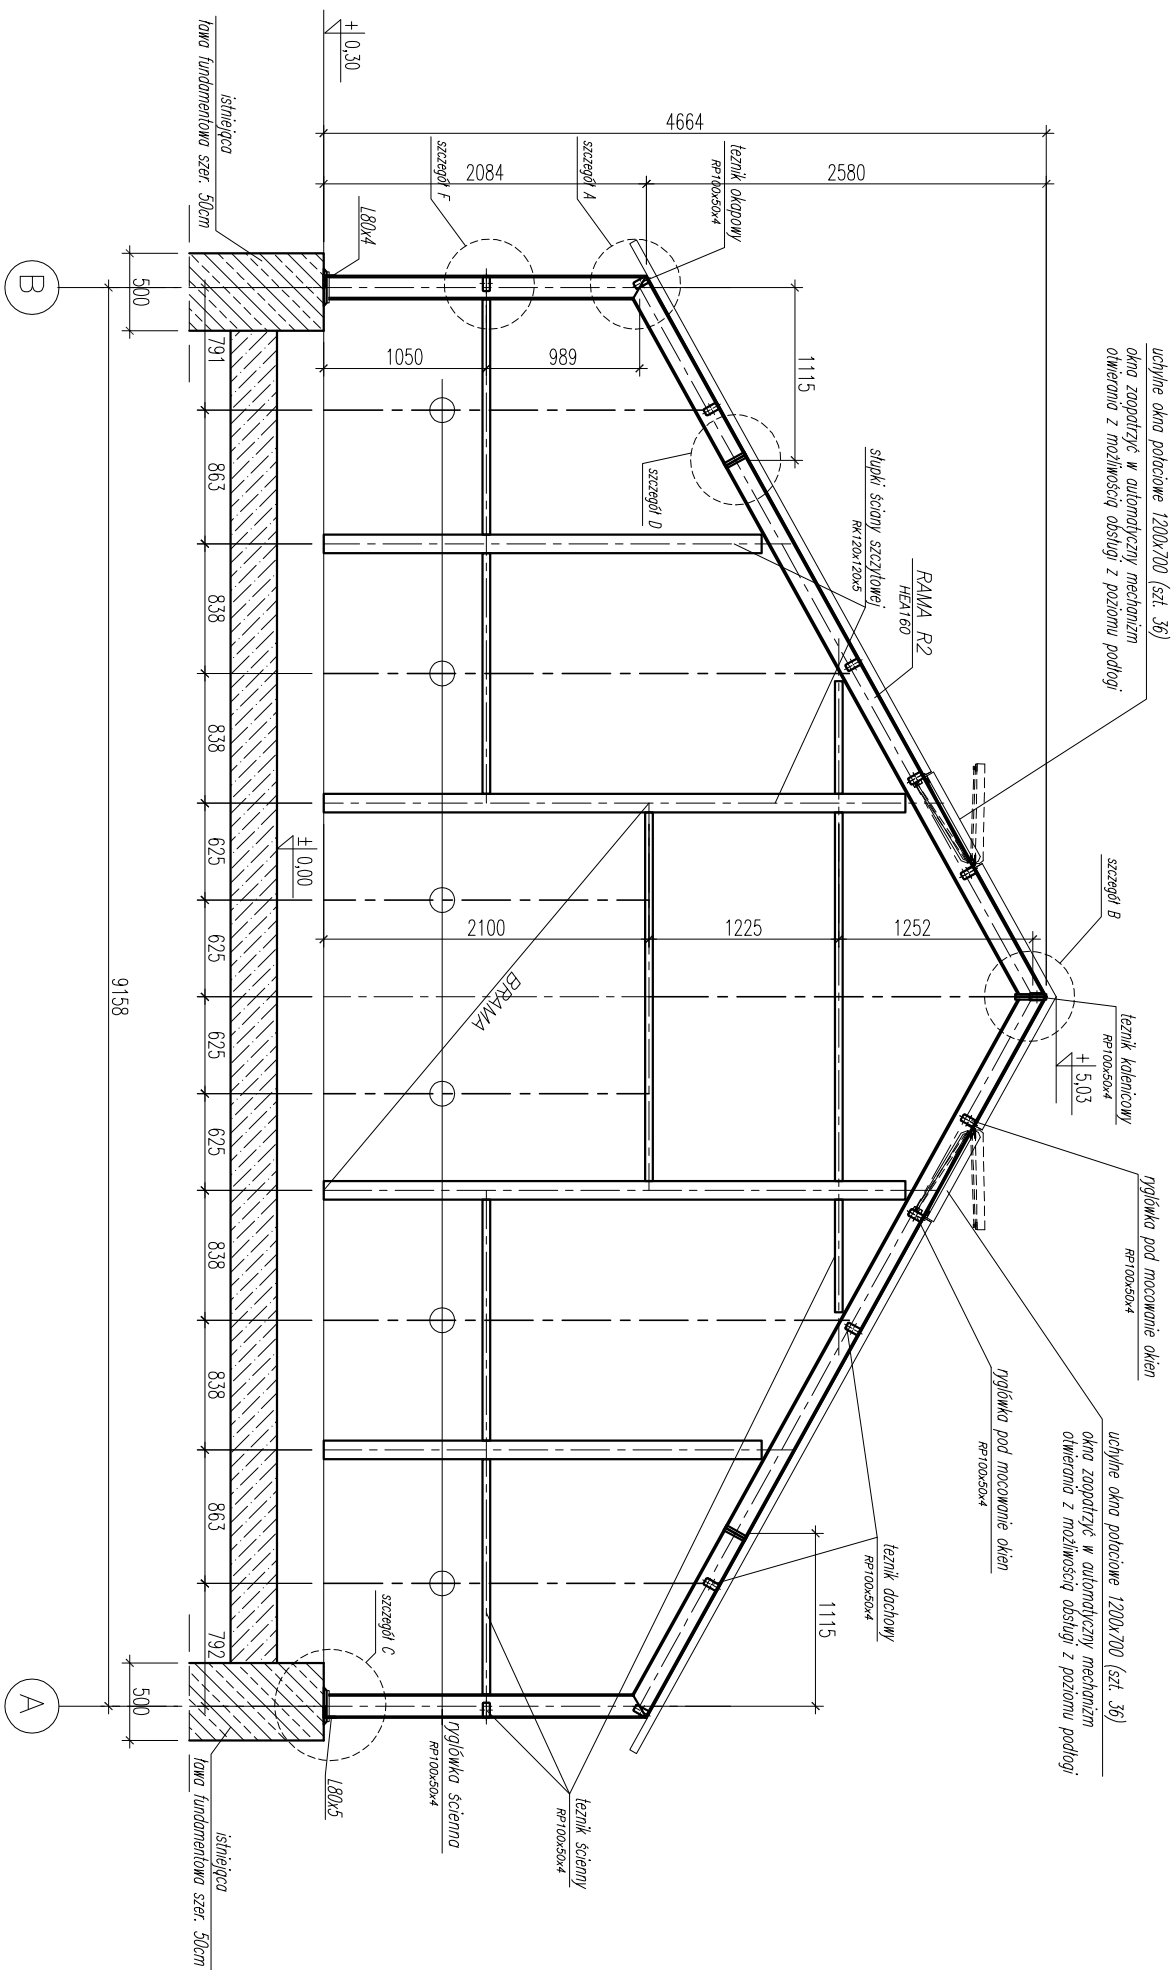 uchylne okna połaciowe 1200x700 (szt. 36)
okna zaopatrzyć w automatyczny mechanizm
otwierania z możliwością obsługi z poziomu podłogi
szczegół B
tężnik kalenicowy
RP100x50x4
+ 5,03
ryglówka pod mocowanie okien
RP100x50x4
uchylne okna połaciowe 1200x700 (szt. 36)
okna zaopatrzyć w automatyczny mechanizm
otwierania z możliwością obsługi z poziomu podłogi
ryglówka pod mocowanie okien
RP100x50x4
RAMA R2
HEA160
słupki ściany szczytowej
RK120x120x5
tężnik dachowy
RP100x50x4
1115
1115
tężnik okapowy
RP100x50x4
szczegół D
szczegół A
szczegół F
4664
2580
2084
989
1050
1252
1225
2100
BRAMA
tężnik ścienny
RP100x50x4
ryglówka ścienna
RP100x50x4
szczegół C
L80x4
L80x5
+ 0,30
± 0,00
791
863
838
838
625
625
625
625
838
838
863
792
500
500
9158
istniejąca
ława fundamentowa szer. 50cm
istniejąca
ława fundamentowa szer. 50cm
B
A